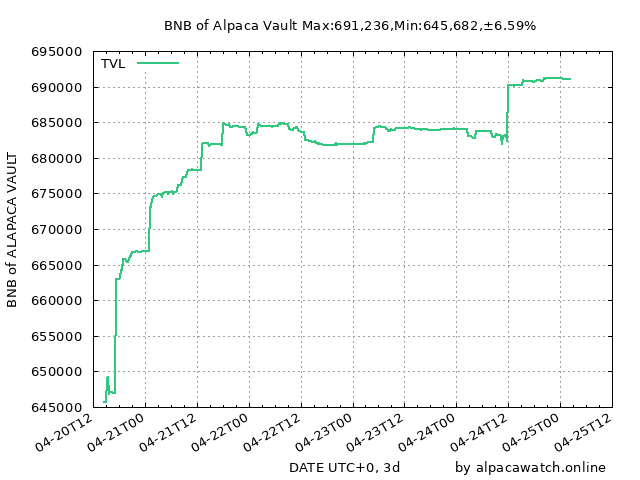 BNB of Alpaca Vault Max:691,236,Min:645,682,±6.59%
TVL
BNB of ALAPACA VAULT
695000
690000
685000
680000
675000
670000
665000
660000
655000
650000
645000
04-20T12
04-21T00
04-21T12
04-22T00
04-22T12
04-23T00
04-23T12
04-24T00
04-24T12
04-25T00
04-25T12
DATE UTC+0, 3d
by alpacawatch.online